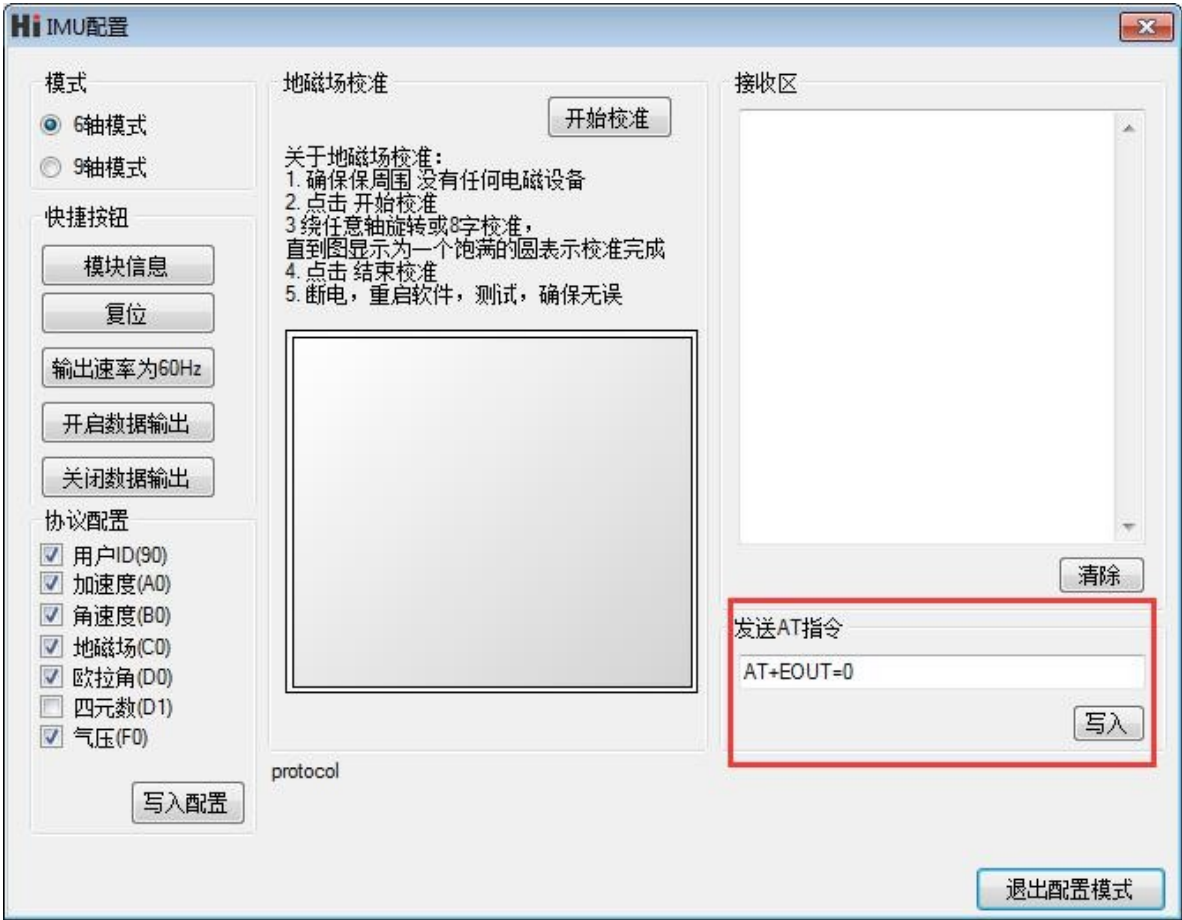 Hi IMU配置
模式
6轴模式
9轴模式
快捷按钮
模块信息
复位
输出速率为60Hz
开启数据输出
关闭数据输出
协议配置
用户ID(90)
加速度(A0)
角速度(B0)
地磁场(C0)
欧拉角(D0)
四元数(D1)
气压(F0)
写入配置
地磁场校准
开始校准
关于地磁场校准：
1. 确保保周围 没有任何电磁设备
2. 点击 开始校准
3 绕任意轴旋转或8字校准，
直到图显示为一个饱满的圆表示校准完成
4. 点击 结束校准
5. 断电，重启软件，测试，确保无误
protocol
接收区
清除
发送AT指令
AT+EOUT=0
写入
退出配置模式